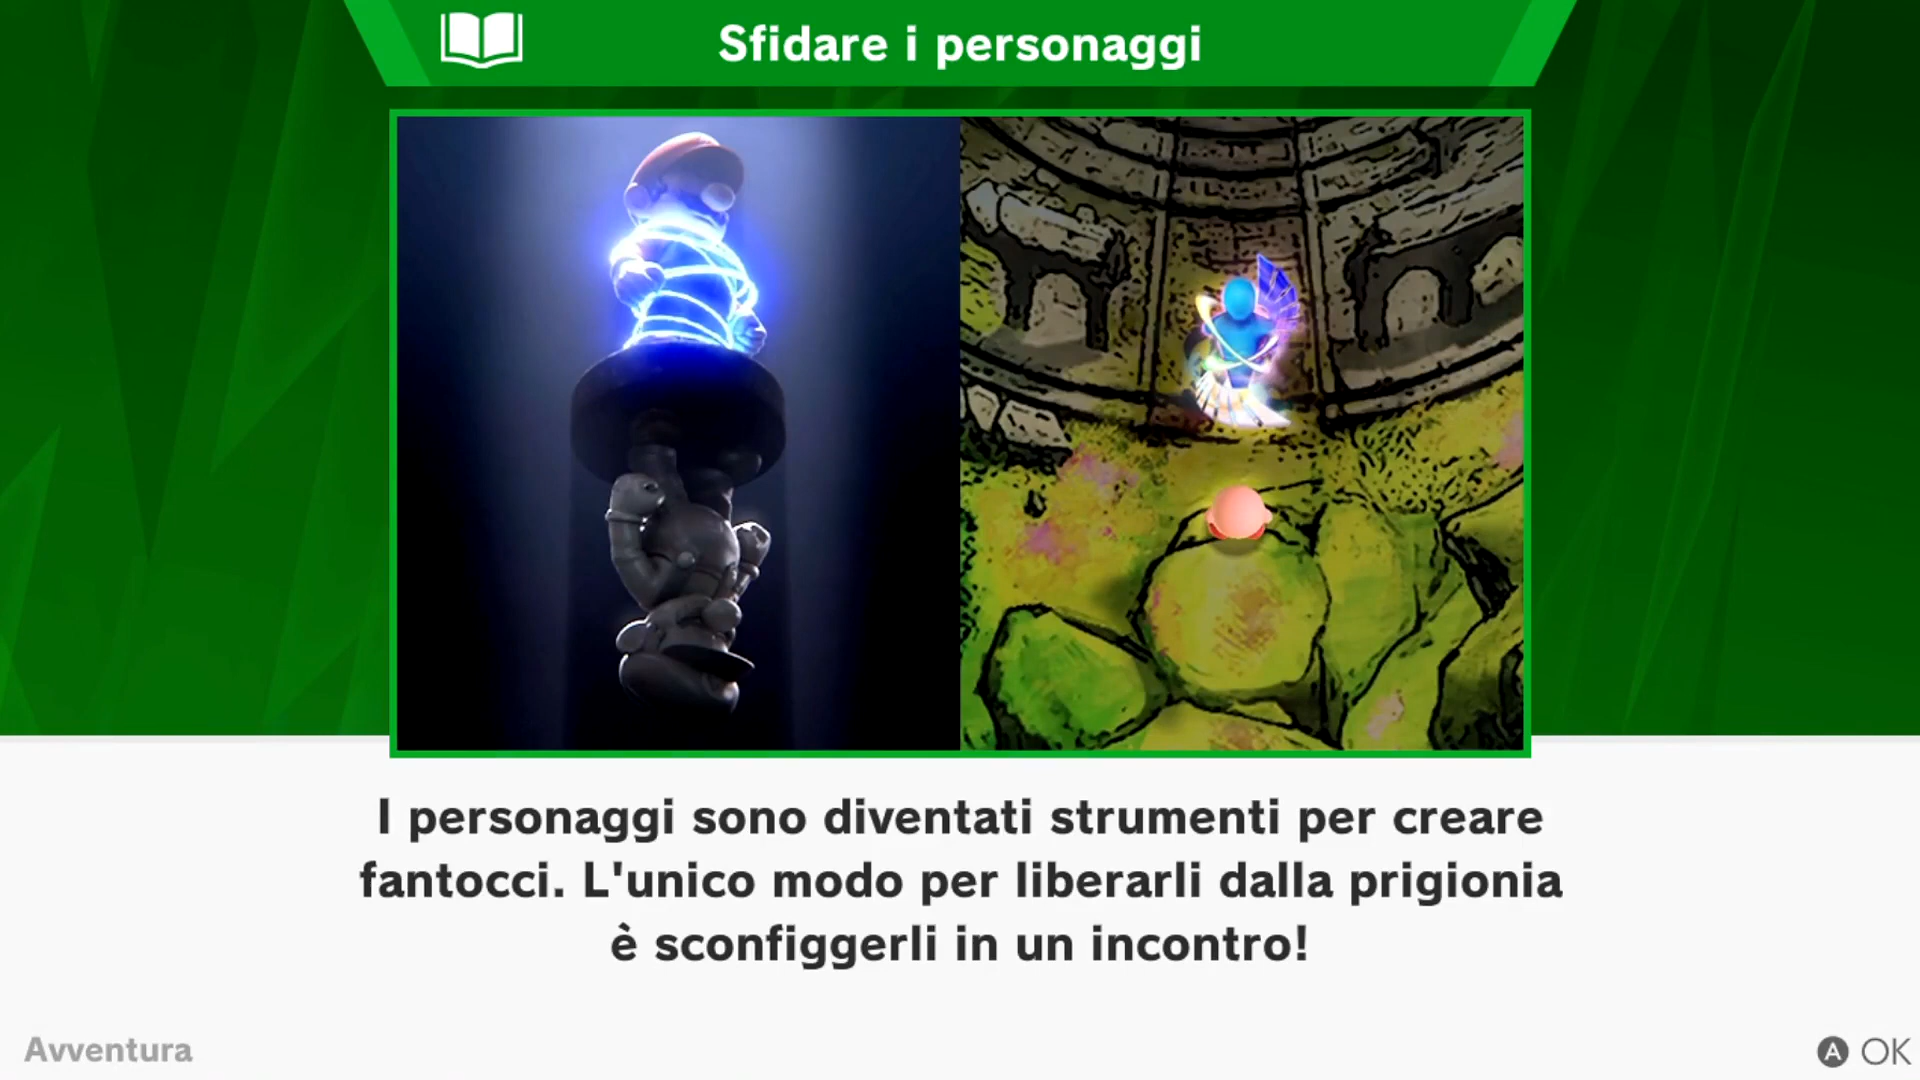 Sfidare i personaggi
I personaggi sono diventati strumenti per creare
fantocci. L'unico modo per liberarli dalla prigionia
è sconfiggerli in un incontro!
Avventura
A OK